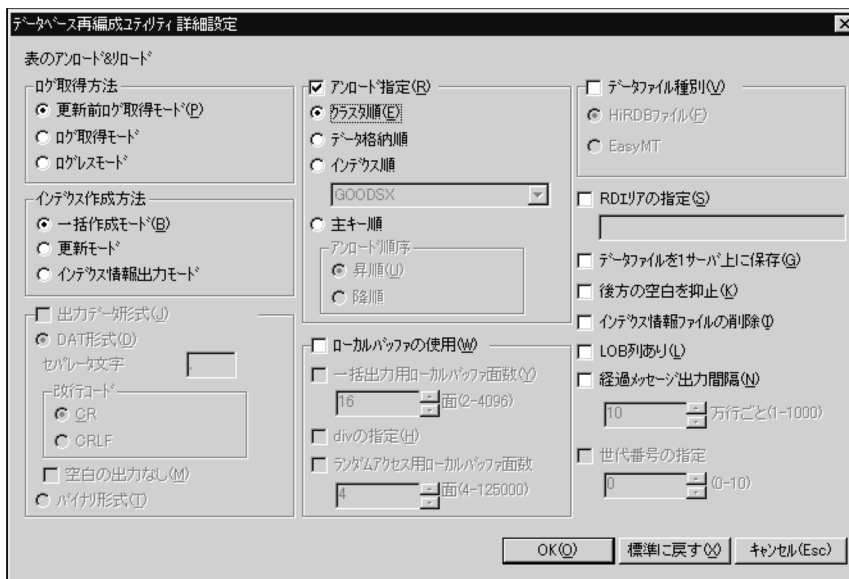 データベース再編成ユティリティ 詳細設定
表のアンロード&リロード
ログ取得方法
更新前ログ取得モード(P)
ログ取得モード
ログレスモード
インデクス作成方法
一括作成モード(B)
更新モード
インデクス情報出力モード
出力データ形式(J)
DAT形式(D)
セパレータ文字
改行コード
CR
CRLF
空白の出力なし(M)
バイナリ形式(T)
アンロード指定(R)
クラスタ順(E)
データ格納順
インデクス順
GOODSX
主キー順
アンロード順序
昇順(U)
降順
ローカルバッファの使用(W)
一括出力用ローカルバッファ面数(Y)
16 面(2-4096)
divの指定(H)
ランダムアクセス用ローカルバッファ面数
4 面(4-125000)
データファイル種別(V)
HiRDBファイル(F)
EasyMT
RDエリアの指定(S)
データファイルを1サーバ上に保存(G)
後方の空白を抑止(K)
インデクス情報ファイルの削除(I)
LOB列あり(L)
経過メッセージ出力間隔(N)
10 万行ごと(1-1000)
世代番号の指定
0 (0-10)
OK(O) 標準に戻す(X) キャンセル(Esc)